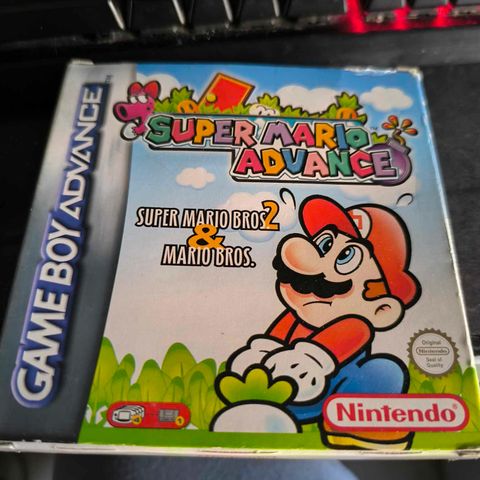 GAME BOY ADVANCE
SUPER MARIO
ADVANCE
SUPER MARIO BROS 2
&
MARIO BROS.
Original
Nintendo
Seal of
Quality
Nintendo